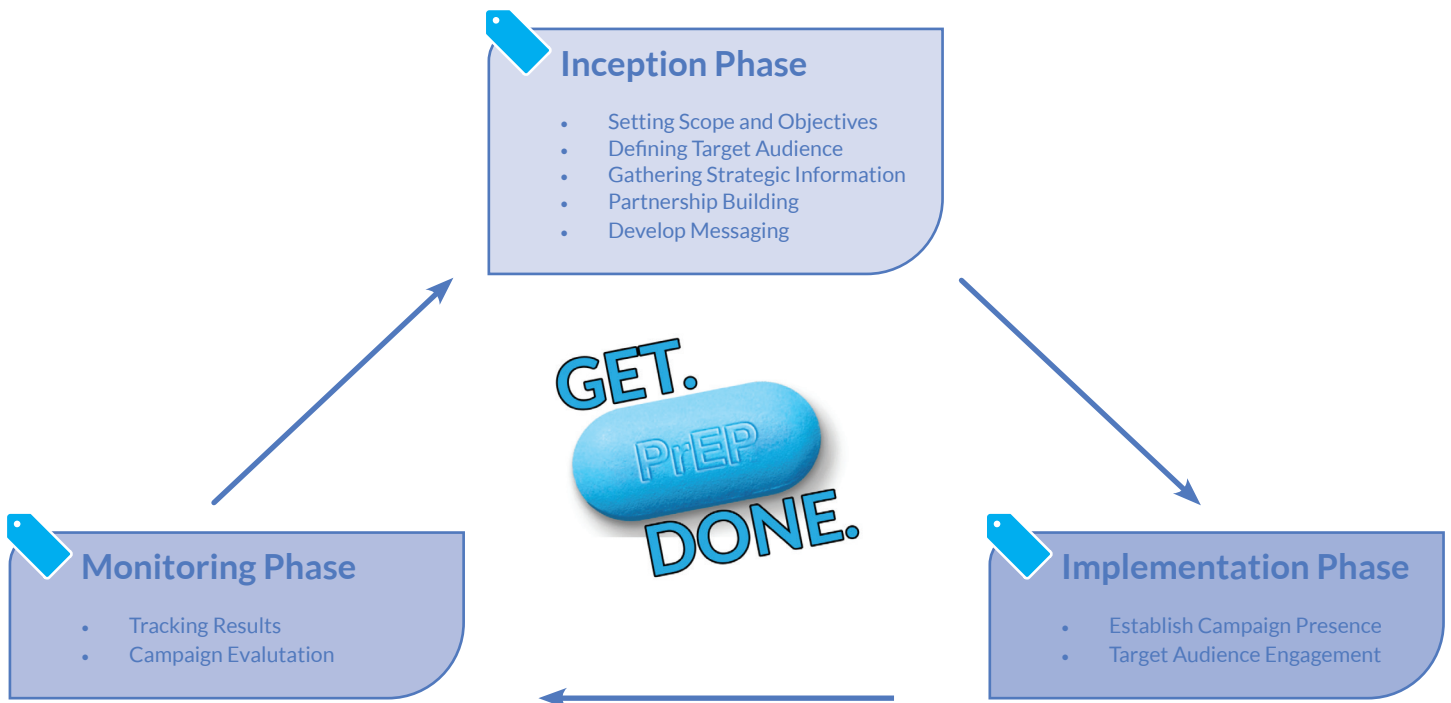 Inception Phase
• Setting Scope and Objectives
• Defining Target Audience
• Gathering Strategic Information
• Partnership Building
• Develop Messaging
GET.
PrEP
DONE.
Monitoring Phase
• Tracking Results
• Campaign Evalutation
Implementation Phase
• Establish Campaign Presence
• Target Audience Engagement